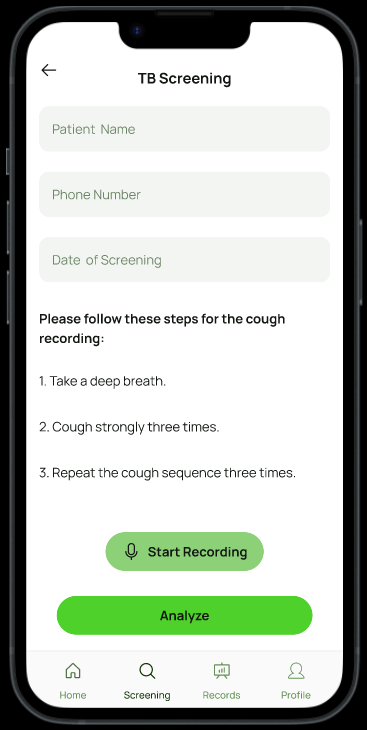 TB Screening
Patient Name
Phone Number
Date of Screening
Please follow these steps for the cough
recording:
1. Take a deep breath.
2. Cough strongly three times.
3. Repeat the cough sequence three times.
Start Recording
Analyze
Home
Screening
Records
Profile